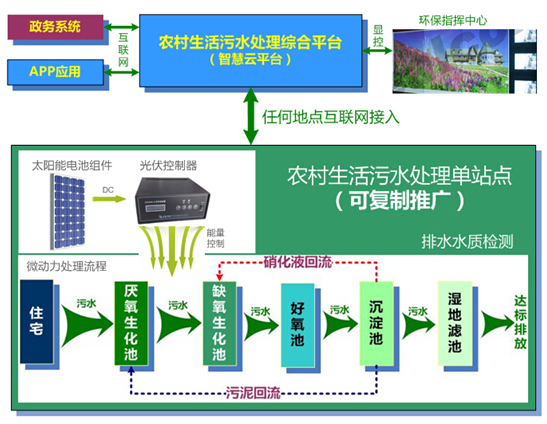 政务系统
APP应用
互联网
农村生活污水处理综合平台
(智慧云平台)
显控
环保指挥中心
任何地点互联网接入
太阳能电池组件
光伏控制器
DC
能量
控制
农村生活污水处理单站点
(可复制推广)
排水水质检测
微动力处理流程
硝化液回流
住宅
污水
厌氧生化池
污水
缺氧生化池
污水
好氧池
污水
沉淀池
污水
湿地滤池
达标排放
污泥回流